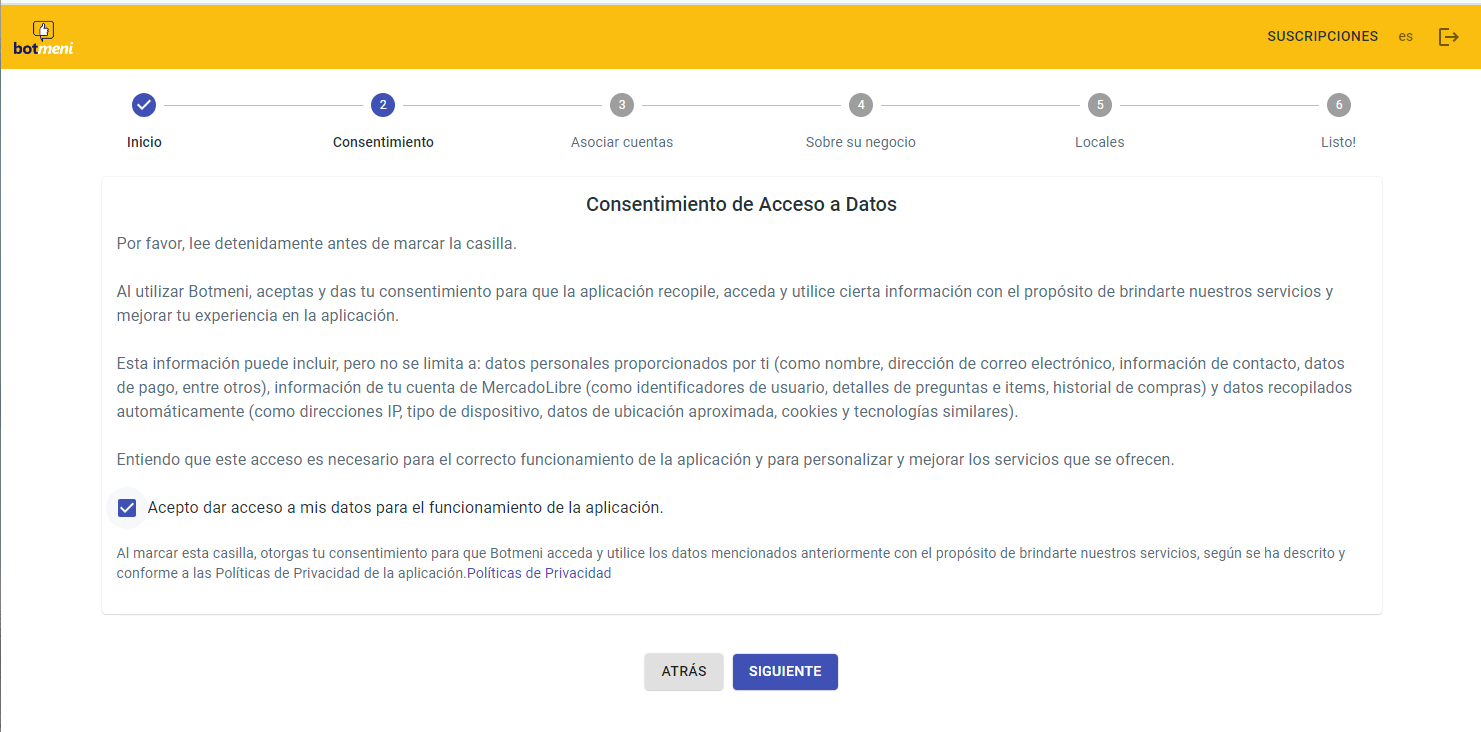 botmeni
SUSCRIPCIONES es
2 3 4 5 6
Inicio Consentimiento Asociar cuentas Sobre su negocio Locales Listo!
Consentimiento de Acceso a Datos
Por favor, lee detenidamente antes de marcar la casilla.
Al utilizar Botmeni, aceptas y das tu consentimiento para que la aplicación recopile, acceda y utilice cierta información con el propósito de brindarte nuestros servicios y
mejorar tu experiencia en la aplicación.
Esta información puede incluir, pero no se limita a: datos personales proporcionados por ti (como nombre, dirección de correo electrónico, información de contacto, datos
de pago, entre otros), información de tu cuenta de MercadoLibre (como identificadores de usuario, detalles de preguntas e items, historial de compras) y datos recopilados
automáticamente (como direcciones IP, tipo de dispositivo, datos de ubicación aproximada, cookies y tecnologías similares).
Entiendo que este acceso es necesario para el correcto funcionamiento de la aplicación y para personalizar y mejorar los servicios que se ofrecen.
Acepto dar acceso a mis datos para el funcionamiento de la aplicación.
Al marcar esta casilla, otorgas tu consentimiento para que Botmeni acceda y utilice los datos mencionados anteriormente con el propósito de brindarte nuestros servicios, según se ha descrito y
conforme a las Políticas de Privacidad de la aplicación.Políticas de Privacidad
ATRÁS SIGUIENTE